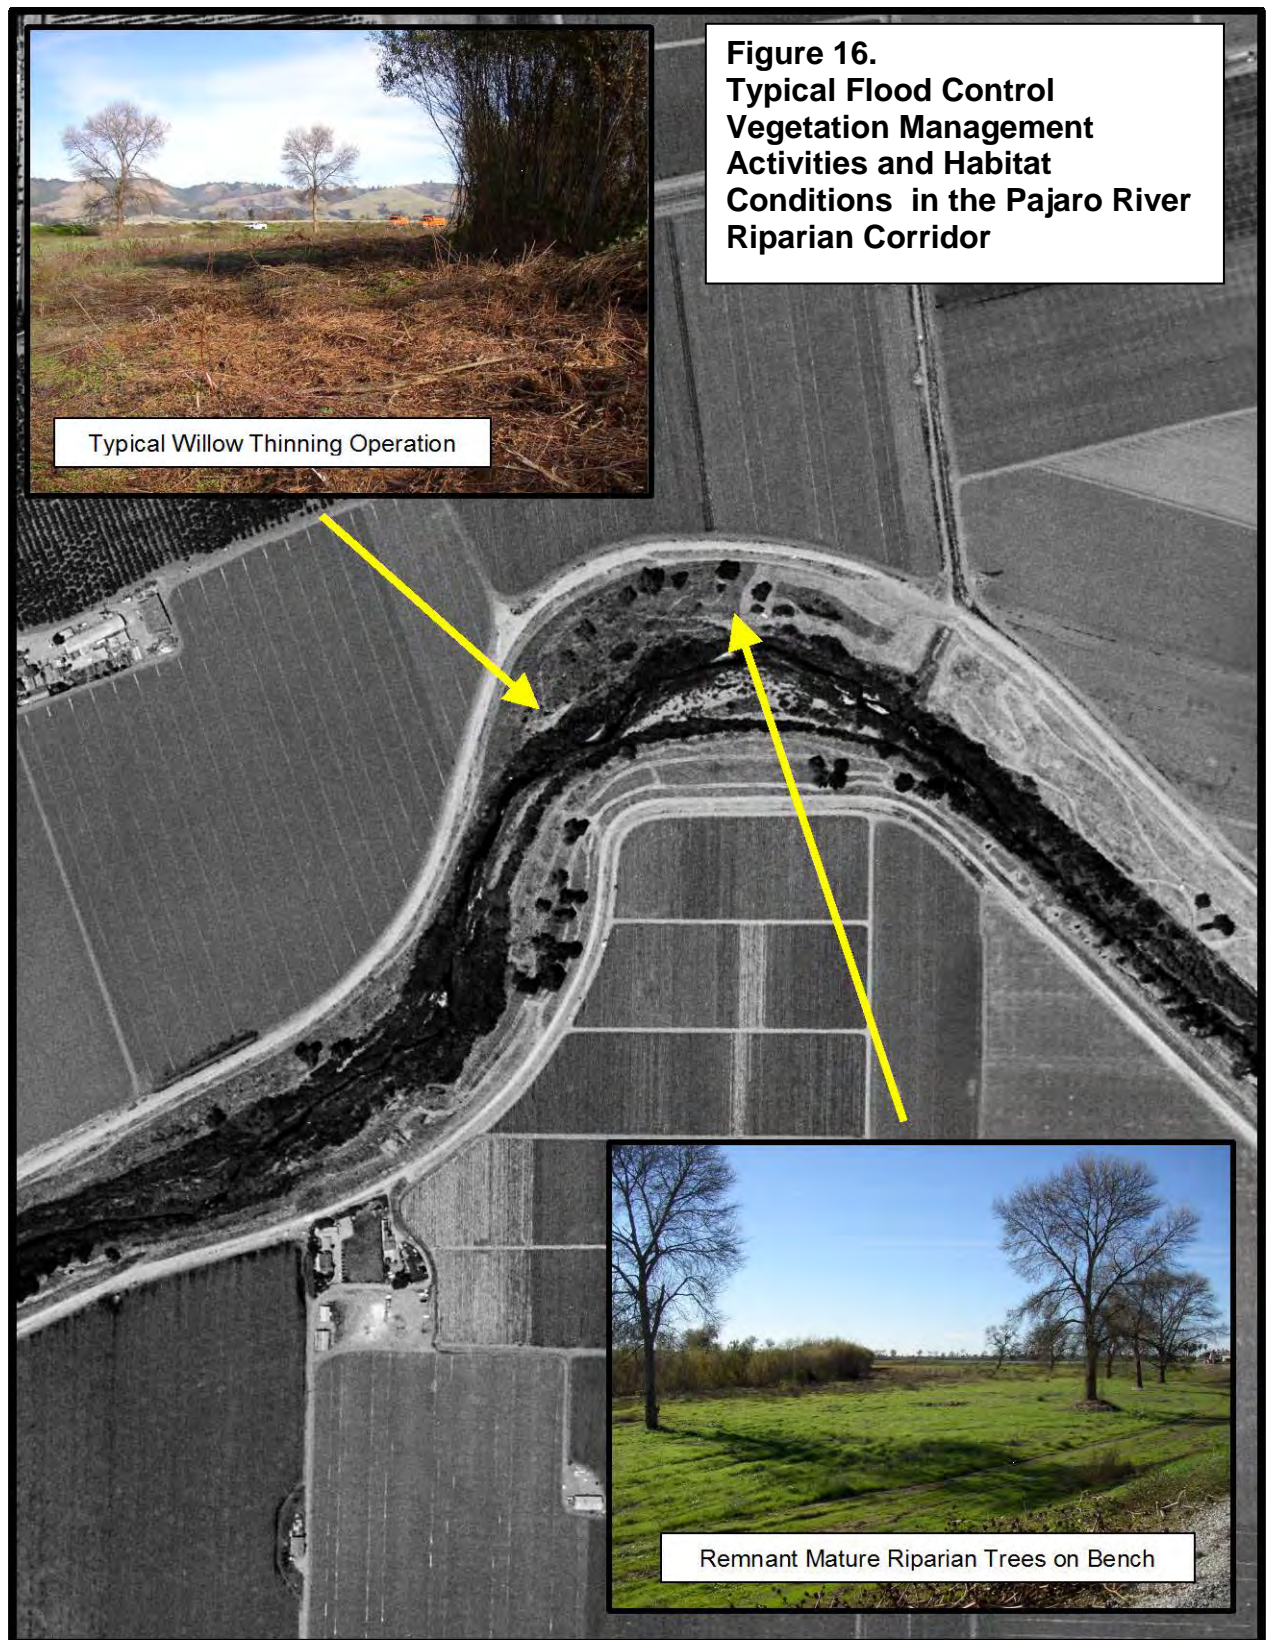 Figure 16.
Typical Flood Control
Vegetation Management
Activities and Habitat
Conditions in the Pajaro River
Riparian Corridor
Typical Willow Thinning Operation
Remnant Mature Riparian Trees on Bench